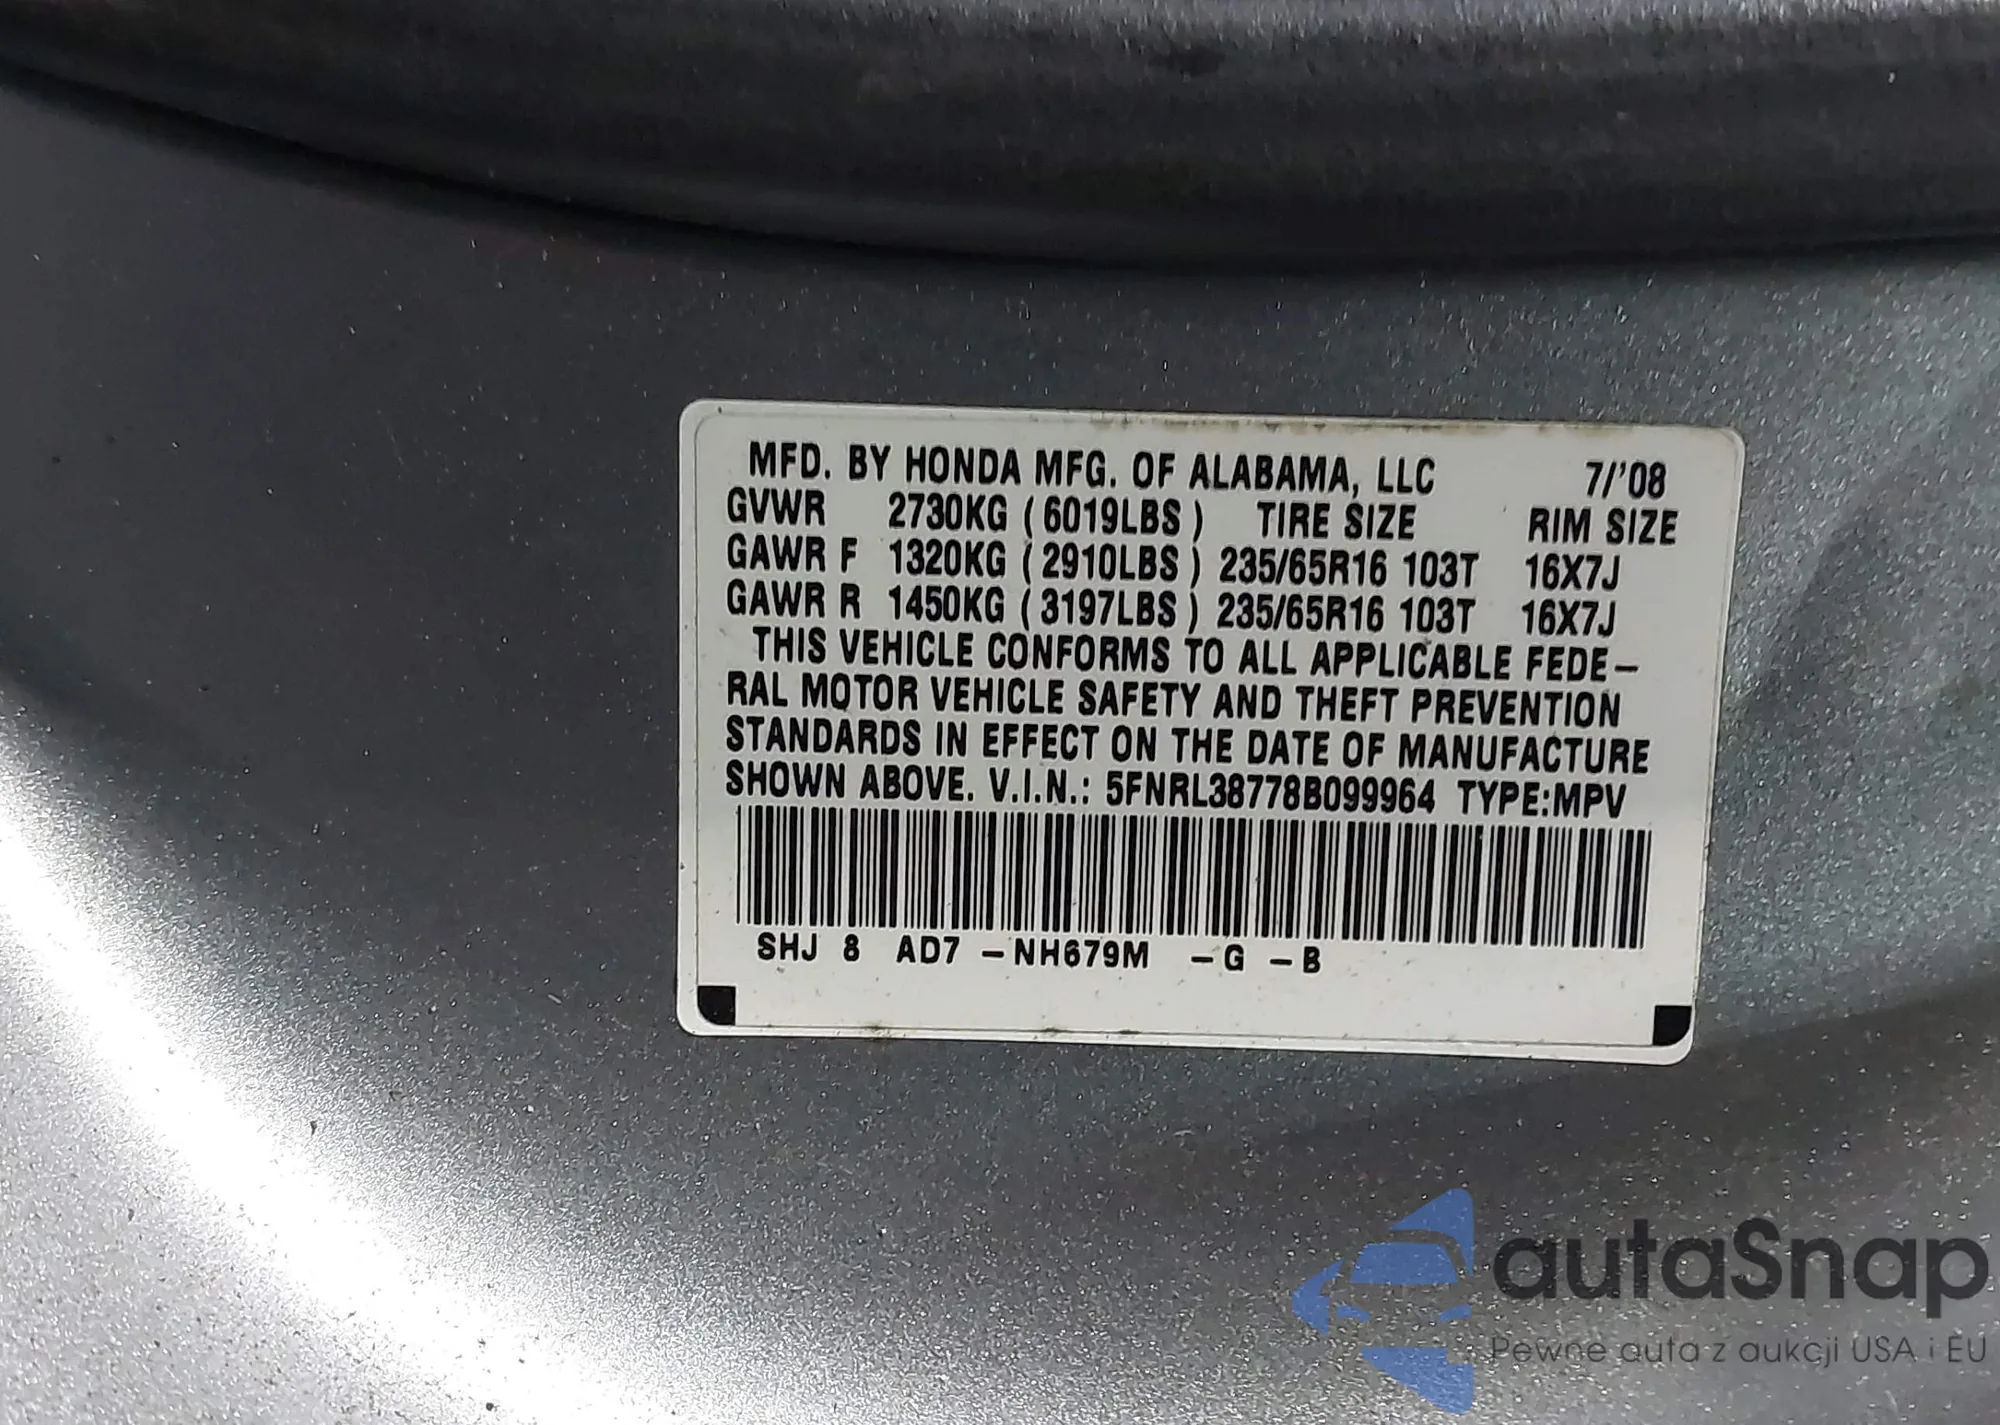 MFD. BY HONDA MFG. OF ALABAMA, LLC 7/'08
GVWR 2730KG ( 6019LBS ) TIRE SIZE RIM SIZE
GAWR F 1320KG ( 2910LBS ) 235/65R16 103T 16X7J
GAWR R 1450KG ( 3197LBS ) 235/65R16 103T 16X7J
THIS VEHICLE CONFORMS TO ALL APPLICABLE FEDE-
RAL MOTOR VEHICLE SAFETY AND THEFT PREVENTION
STANDARDS IN EFFECT ON THE DATE OF MANUFACTURE
SHOWN ABOVE. V.I.N.: 5FNRL38778B099964 TYPE:MPV
SHJ 8 AD7 -NH679M -G -B
autaSnap
Pewne auta z aukcji USA i EU